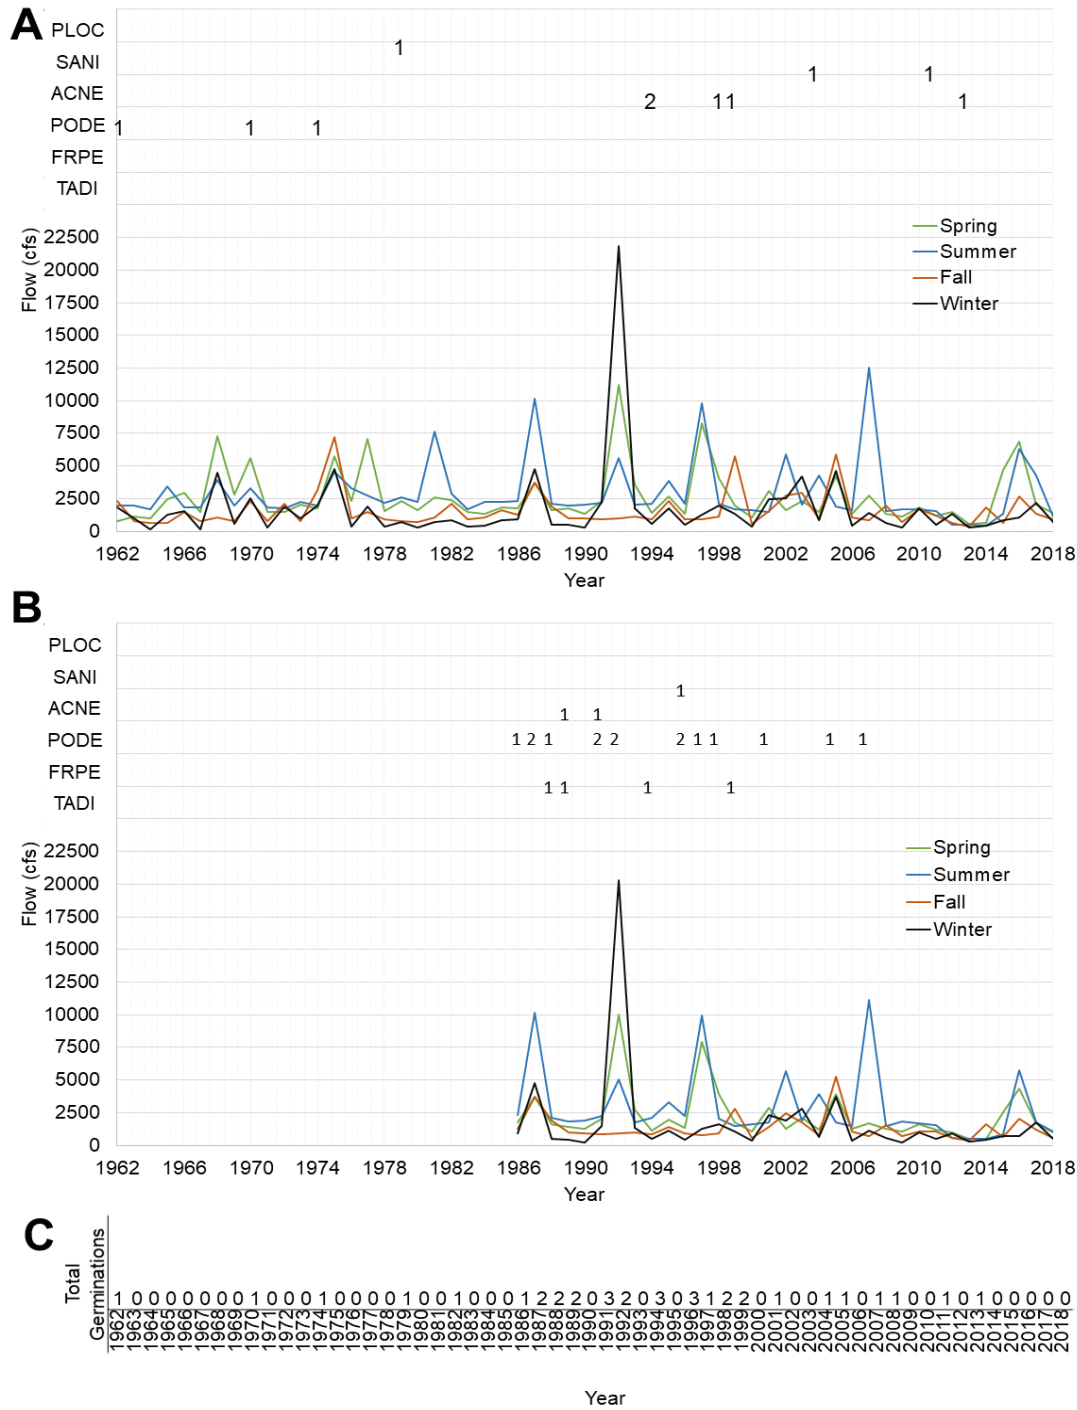 A
PLOC
1
SANI
1 1
ACNE
2 1 1 1
PODE
1 1 1
FRPE
TADI
Flow (cfs)
22500
20000
17500
15000
12500
10000
7500
5000
2500
0
Spring
Summer
Fall
Winter
1962 1966 1970 1974 1978 1982 1986 1990 1994 1998 2002 2006 2010 2014 2018
Year
B
PLOC
SANI
1
ACNE
1 1
PODE
1 2 1 2 2 2 1 1 1 1 1
FRPE
1 1 1 1
TADI
Flow (cfs)
22500
20000
17500
15000
12500
10000
7500
5000
2500
0
Spring
Summer
Fall
Winter
1962 1966 1970 1974 1978 1982 1986 1990 1994 1998 2002 2006 2010 2014 2018
Year
C
Total
Germinations
1 0 0 0 0 0 0 0 1 0 0 0 1 0 0 0 0 1 0 0 1 0 0 0 1 2 2 2 0 3 2 0 3 0 3 1 2 2 0 1 0 0 1 1 0 1 1 0 0 1 0 1 0 0 0 0 0
1962 1963 1964 1965 1966 1967 1968 1969 1970 1971 1972 1973 1974 1975 1976 1977 1978 1979 1980 1981 1982 1983 1984 1985 1986 1987 1988 1989 1990 1991 1992 1993 1994 1995 1996 1997 1998 1999 2000 2001 2002 2003 2004 2005 2006 2007 2008 2009 2010 2011 2012 2013 2014 2015 2016 2017 2018
Year